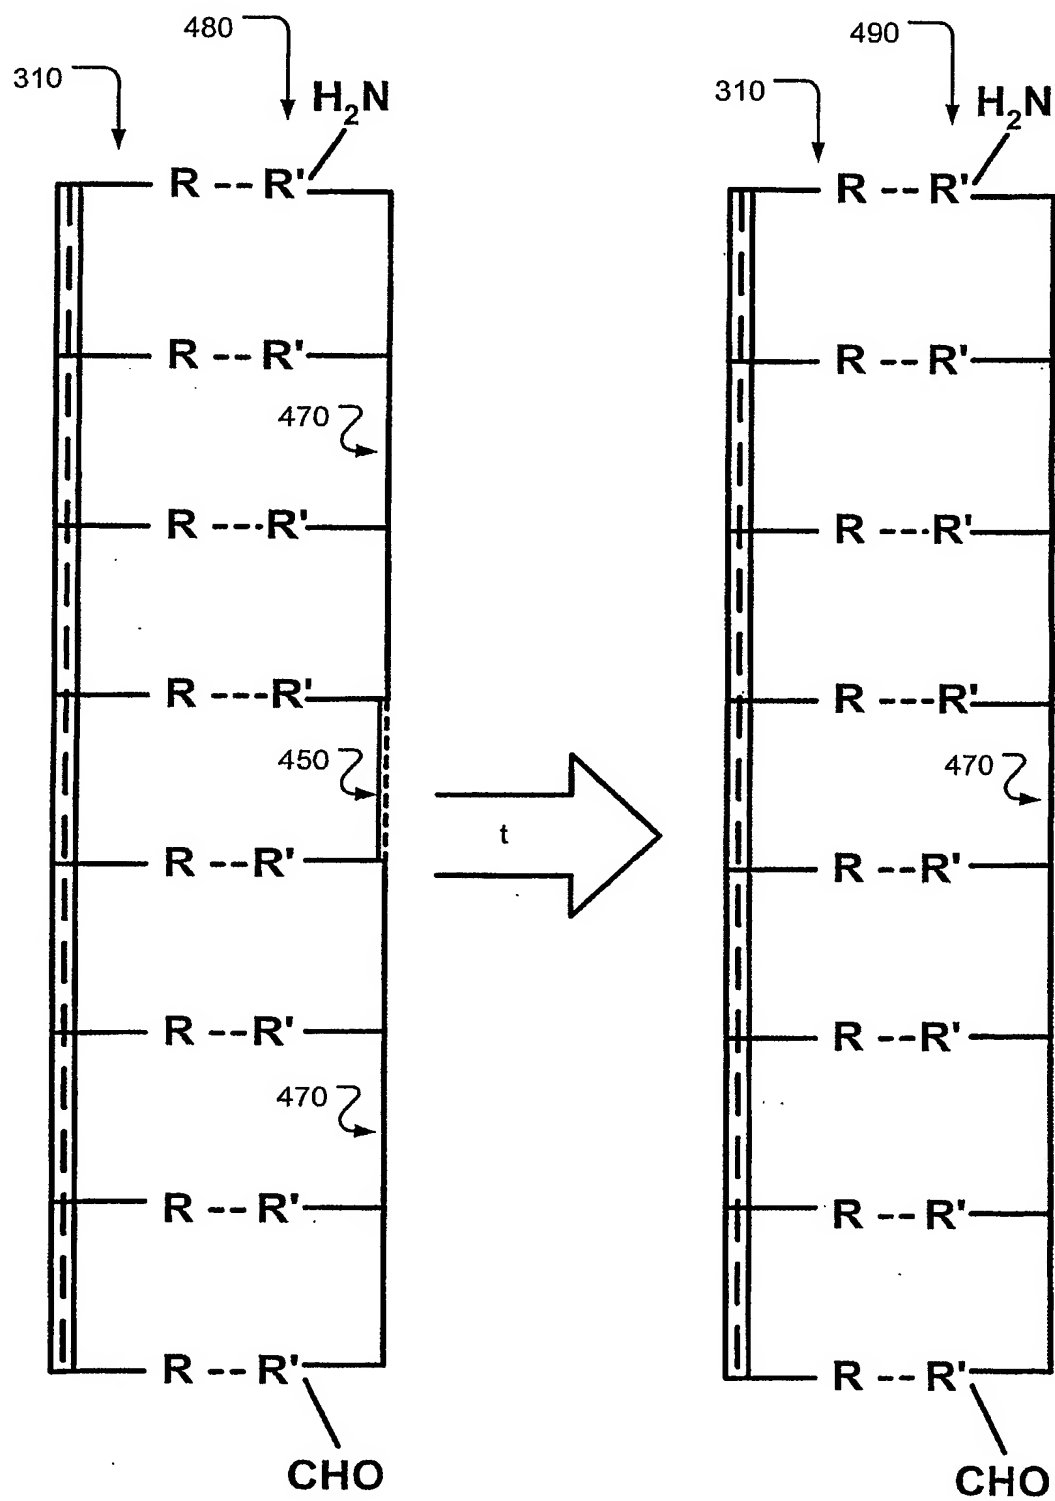 480
490
310
H2N
310
H2N
R -- R'
R -- R'
R -- R'
R -- R'
470
R ---R'
R ---R'
R ---R'
R ---R'
450
470
t
R --R'
R --R'
R --R'
R --R'
470
R -- R'
R -- R'
R -- R'
R -- R'
CHO
CHO